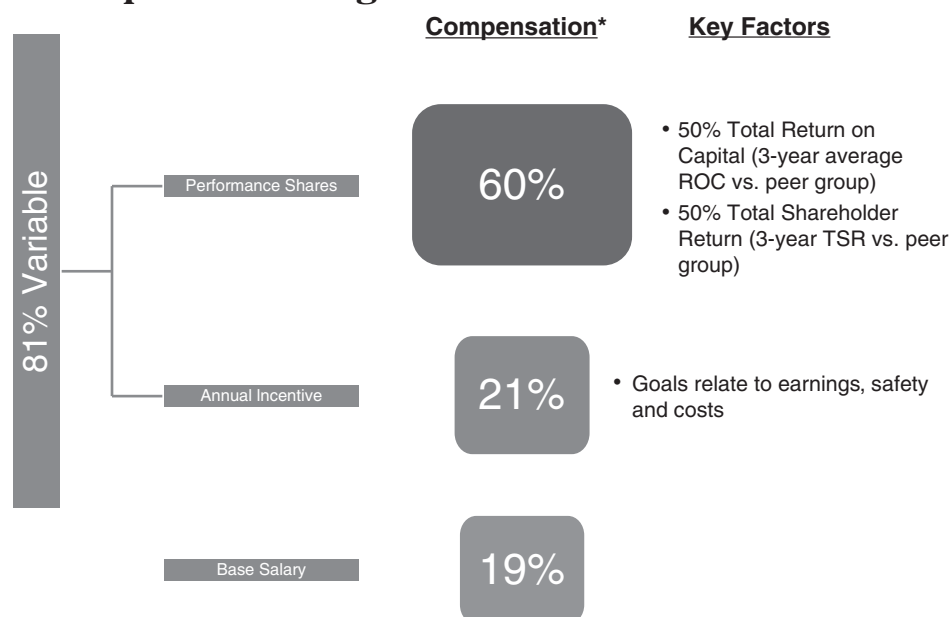 Compensation* Key Factors
81% Variable
Performance Shares
60%
• 50% Total Return on
Capital (3-year average
ROC vs. peer group)
• 50% Total Shareholder
Return (3-year TSR vs. peer
group)
Annual Incentive
21%
• Goals relate to earnings, safety
and costs
Base Salary
19%